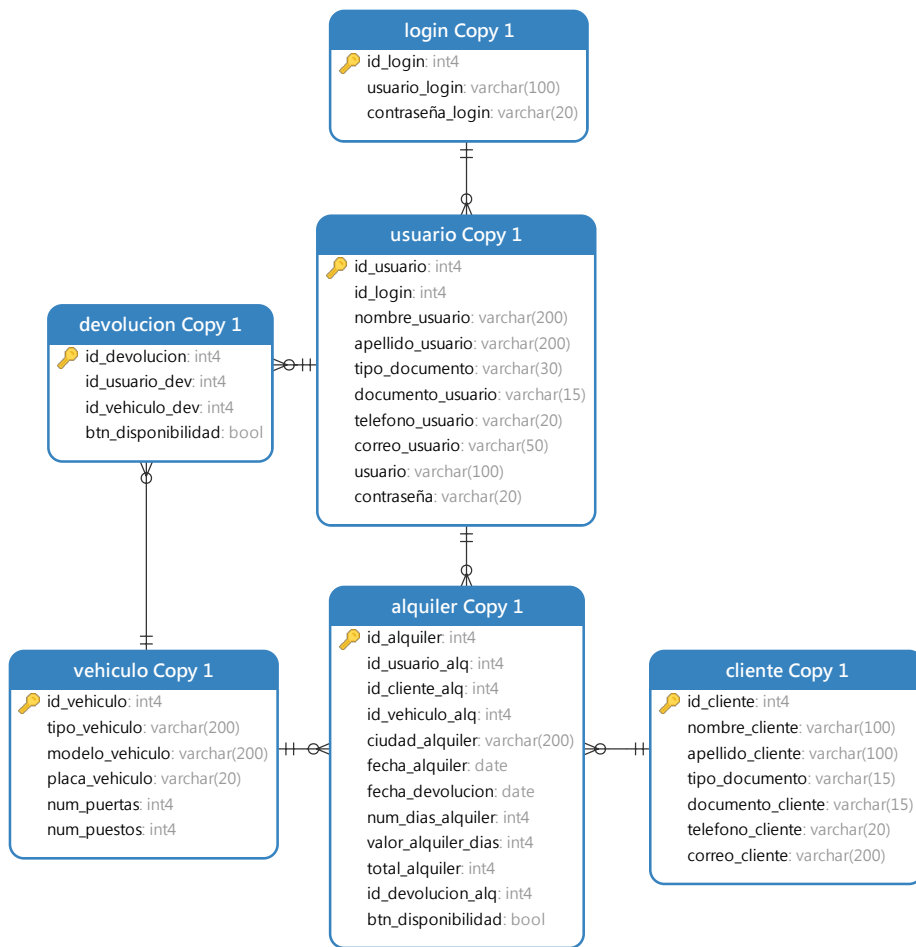 login Copy 1
id_login: int4
usuario_login: varchar(100)
contraseña_login: varchar(20)
usuario Copy 1
id_usuario: int4
id_login: int4
nombre_usuario: varchar(200)
apellido_usuario: varchar(200)
tipo_documento: varchar(30)
documento_usuario: varchar(15)
telefono_usuario: varchar(20)
correo_usuario: varchar(50)
usuario: varchar(100)
contraseña: varchar(20)
devolucion Copy 1
id_devolucion: int4
id_usuario_dev: int4
id_vehiculo_dev: int4
btn_disponibilidad: bool
vehiculo Copy 1
id_vehiculo: int4
tipo_vehiculo: varchar(200)
modelo_vehiculo: varchar(200)
placa_vehiculo: varchar(20)
num_puertas: int4
num_puestos: int4
alquiler Copy 1
id_alquiler: int4
id_usuario_alq: int4
id_cliente_alq: int4
id_vehiculo_alq: int4
ciudad_alquiler: varchar(200)
fecha_alquiler: date
fecha_devolucion: date
num_dias_alquiler: int4
valor_alquiler_dias: int4
total_alquiler: int4
id_devolucion_alq: int4
btn_disponibilidad: bool
cliente Copy 1
id_cliente: int4
nombre_cliente: varchar(100)
apellido_cliente: varchar(100)
tipo_documento: varchar(15)
documento_cliente: varchar(15)
telefono_cliente: varchar(20)
correo_cliente: varchar(200)